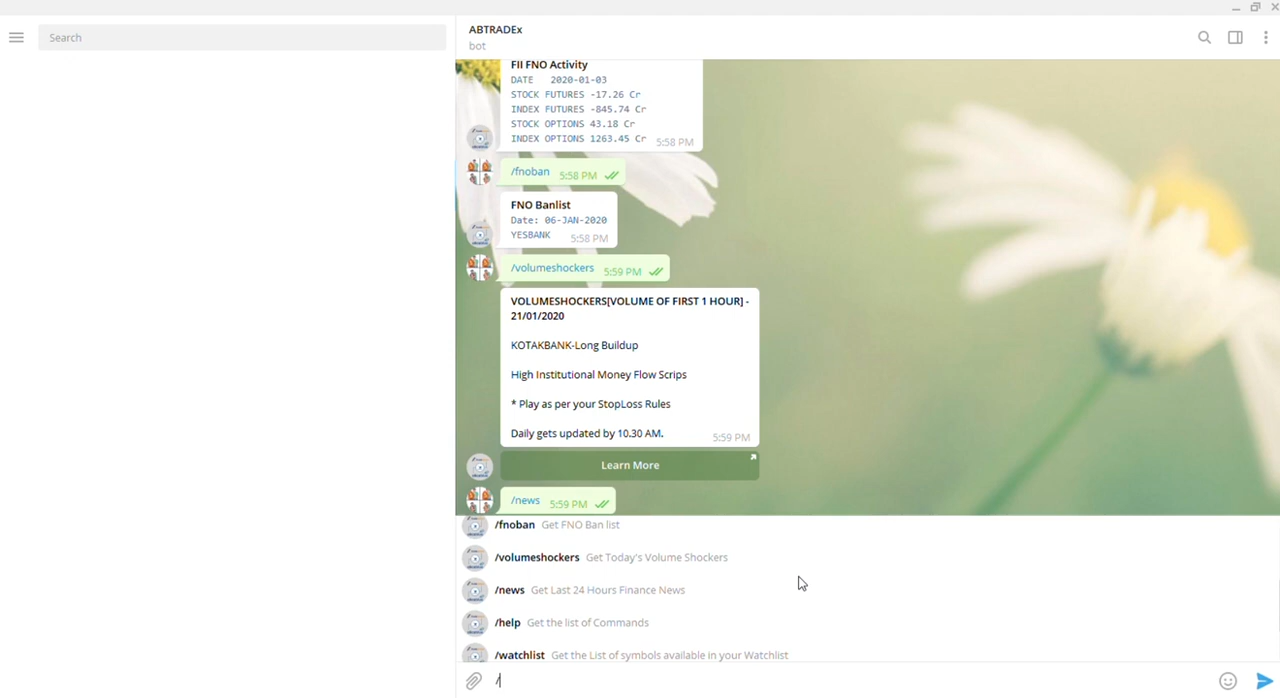 Search
ABTRADEx
bot
FII FNO Activity
DATE 2020-01-03
STOCK FUTURES -17.26 Cr
INDEX FUTURES -845.74 Cr
STOCK OPTIONS 43.18 Cr
INDEX OPTIONS 1263.45 Cr 5:58 PM
/fnoban 5:58 PM
FNO Banlist
Date: 06-JAN-2020
YESBANK 5:58 PM
/volumeshockers 5:59 PM
VOLUMESHOCKERS[VOLUME OF FIRST 1 HOUR] -
21/01/2020
KOTAKBANK-Long Buildup
High Institutional Money Flow Scrips
* Play as per your StopLoss Rules
Daily gets updated by 10.30 AM. 5:59 PM
Learn More
/news 5:59 PM
/fnoban Get FNO Ban list
/volumeshockers Get Today's Volume Shockers
/news Get Last 24 Hours Finance News
/help Get the list of Commands
/watchlist Get the List of symbols available in your Watchlist
/